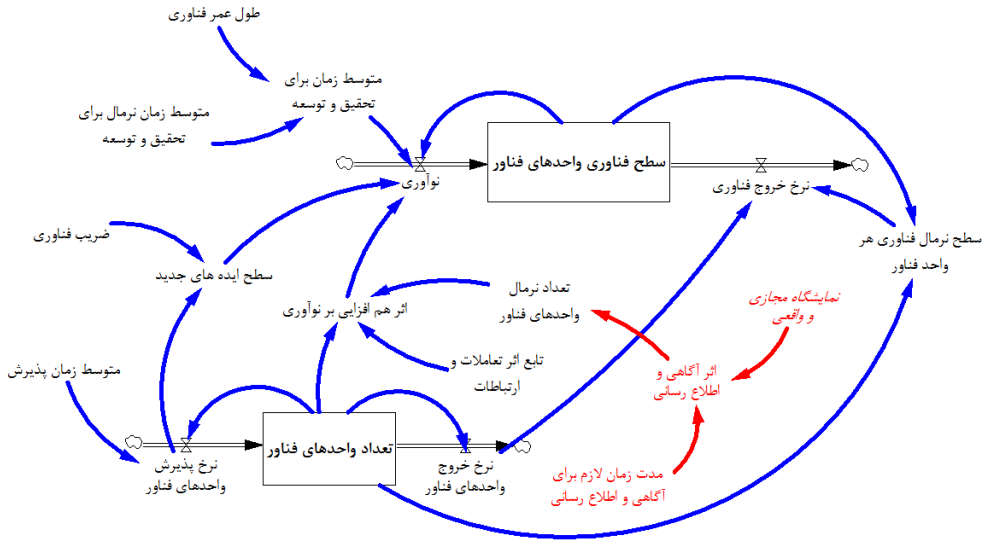 طول عمر فناوری
متوسط زمان برای
تحقیق و توسعه
متوسط زمان نرمال برای
تحقیق و توسعه
سطح فناوری واحدهای فناور
نوآوری
نرخ خروج فناوری
ضریب فناوری
سطح نرمال فناوری هر
واحد فناور
سطح ایده های جدید
تعداد نرمال
واحدهای فناور
نمایشگاه مجازی
و واقعی
اثر هم افزایی بر نوآوری
تابع اثر تعاملات و
ارتباطات
اثر آگاهی و
اطلاع رسانی
متوسط زمان پذیرش
تعداد واحدهای فناور
نرخ پذیرش
واحدهای فناور
نرخ خروج
واحدهای فناور
مدت زمان لازم برای
آگاهی و اطلاع رسانی